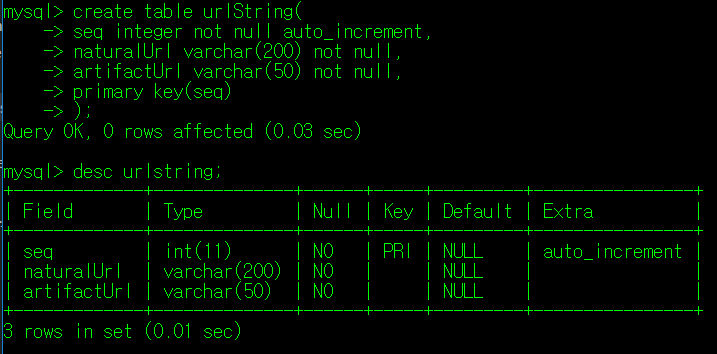 mysql> create table urlString(
    -> seq integer not null auto_increment,
    -> naturalUrl varchar(200) not null,
    -> artifactUrl varchar(50) not null,
    -> primary key(seq)
    -> );
Query OK, 0 rows affected (0.03 sec)
mysql> desc urlstring;
+-------------+--------------+------+-----+---------+----------------+
| Field       | Type         | Null | Key | Default | Extra          |
+-------------+--------------+------+-----+---------+----------------+
| seq         | int(11)      | NO   | PRI | NULL    | auto_increment |
| naturalUrl  | varchar(200) | NO   |     | NULL    |                |
| artifactUrl | varchar(50)  | NO   |     | NULL    |                |
+-------------+--------------+------+-----+---------+----------------+
3 rows in set (0.01 sec)